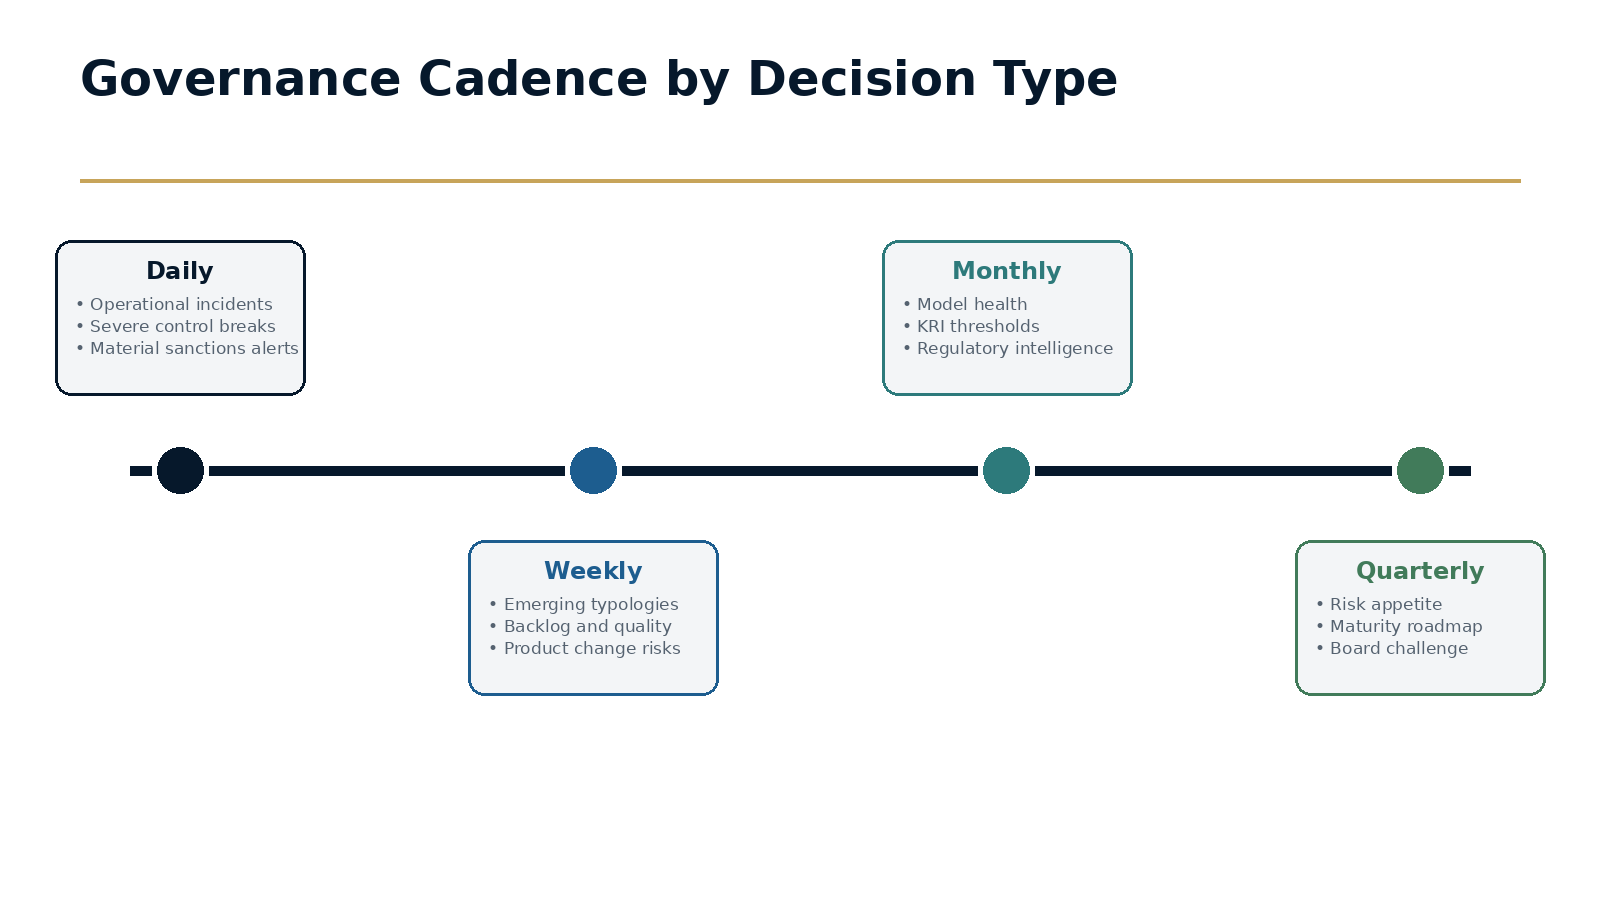 Governance Cadence by Decision Type
Daily
• Operational incidents
• Severe control breaks
• Material sanctions alerts
Weekly
• Emerging typologies
• Backlog and quality
• Product change risks
Monthly
• Model health
• KRI thresholds
• Regulatory intelligence
Quarterly
• Risk appetite
• Maturity roadmap
• Board challenge